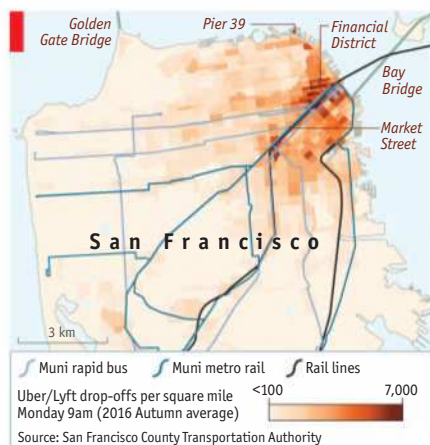 Golden
Gate Bridge
Pier 39
Financial
District
Bay
Bridge
Market
Street
San Francisco
3 km
Muni rapid bus
Muni metro rail
Rail lines
Uber/Lyft drop-offs per square mile
Monday 9am (2016 Autumn average)
<100
7,000
Source: San Francisco County Transportation Authority